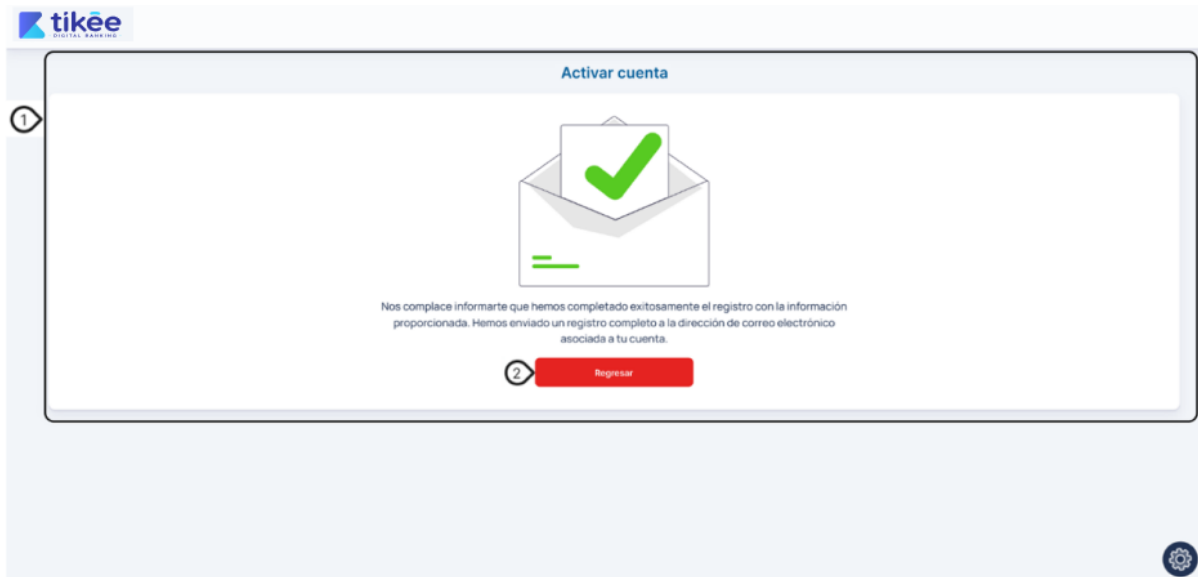 tikēe
DIGITAL BANKING
Activar cuenta
1
Nos complace informarte que hemos completado exitosamente el registro con la información
proporcionada. Hemos enviado un registro completo a la dirección de correo electrónico
asociada a tu cuenta.
2
Regresar